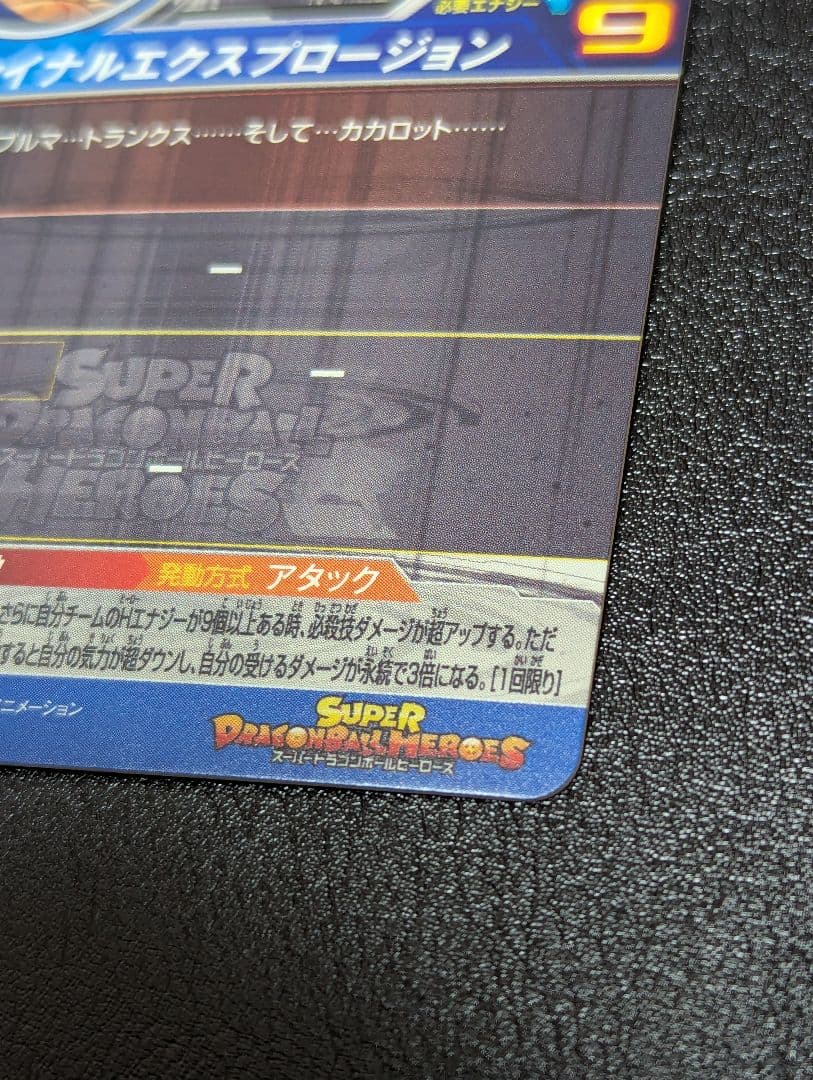 必要エナジー 9
イナルエクスプロージョン
ブルマ…トランクス……そして…カカロット……
SUPER
DRAGONBALL
スーパードラゴンボールヒーローズ
HEROES
発動方式 アタック
さらに自分チームのHエナジーが9個以上ある時、必殺技ダメージが超アップする。ただ
すると自分の気力が超ダウンし、自分の受けるダメージが永続で3倍になる。[1回限り]
ニメーション
SUPER
DRAGONBALL HEROES
スーパードラゴンボールヒーローズ